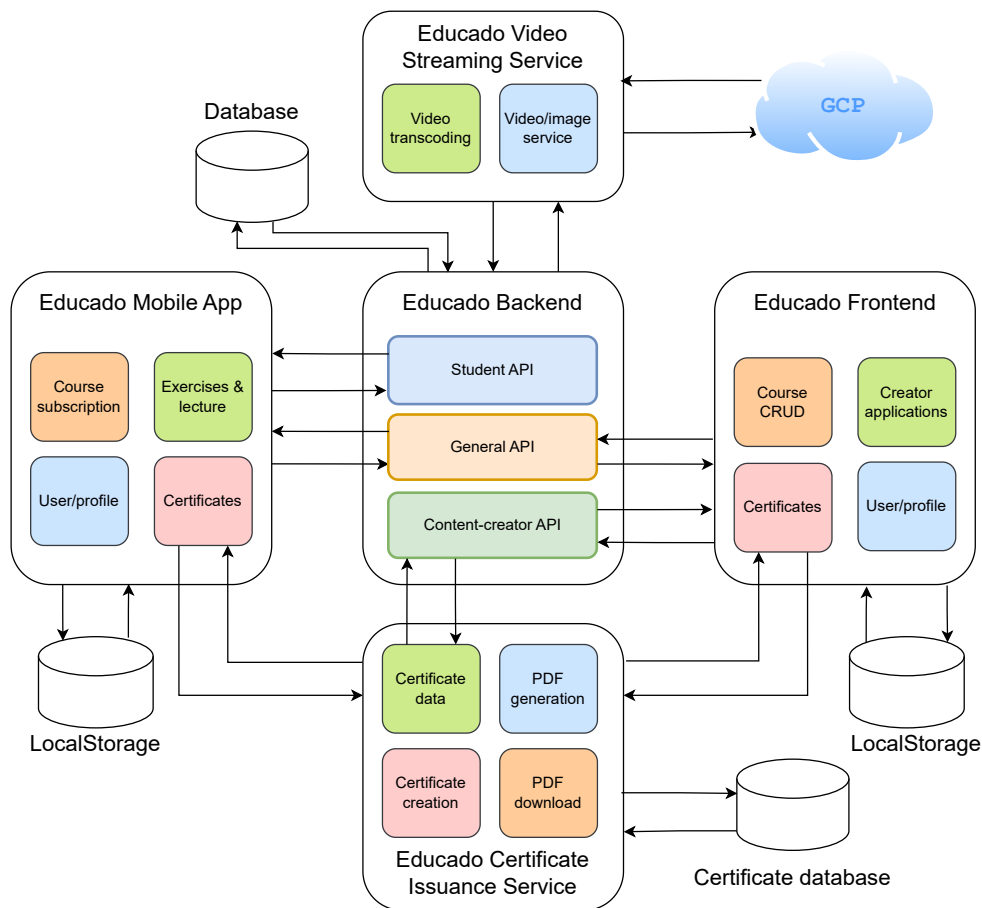 Educado Video
Streaming Service
Video
transcoding
Video/image
service
GCP
Database
Educado Mobile App
Course
subscription
Exercises &
lecture
User/profile
Certificates
Educado Backend
Student API
General API
Content-creator API
Educado Frontend
Course
CRUD
Creator
applications
Certificates
User/profile
LocalStorage
LocalStorage
Certificate
data
PDF
generation
Certificate
creation
PDF
download
Educado Certificate
Issuance Service
Certificate database